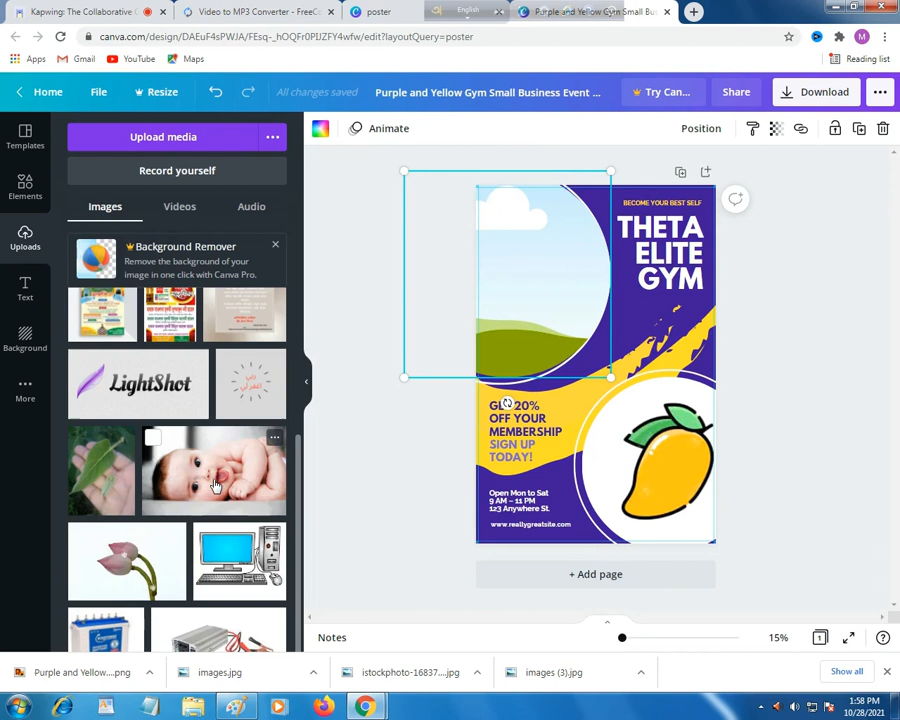 Kapwing: The Collaborative C
Video to MP3 Converter - FreeCo
poster
English
Purple and Yellow Gym Small Bus
canva.com/design/DAEuF4sPWJA/FEsq-_hOQFr0PIJZFY4wfw/edit?layoutQuery=poster
M
Apps
Gmail
YouTube
Maps
Reading list
Home
File
Resize
All changes saved
Purple and Yellow Gym Small Business Event ...
Try Can...
Share
Download
Animate
Position
Templates
Elements
Uploads
Text
Background
More
Upload media
Record yourself
Images
Videos
Audio
Background Remover
Remove the background of your
image in one click with Canva Pro.
LightShot
BECOME YOUR BEST SELF
THETA
ELITE
GYM
20%
OFF YOUR
MEMBERSHIP
SIGN UP
TODAY!
Open Mon to Sat
9 AM – 11 PM
123 Anywhere St.
www.reallygreatsite.com
+ Add page
Notes
15%
1
Purple and Yellow....png
images.jpg
istockphoto-16837....jpg
images (3).jpg
Show all
1:58 PM
10/28/2021